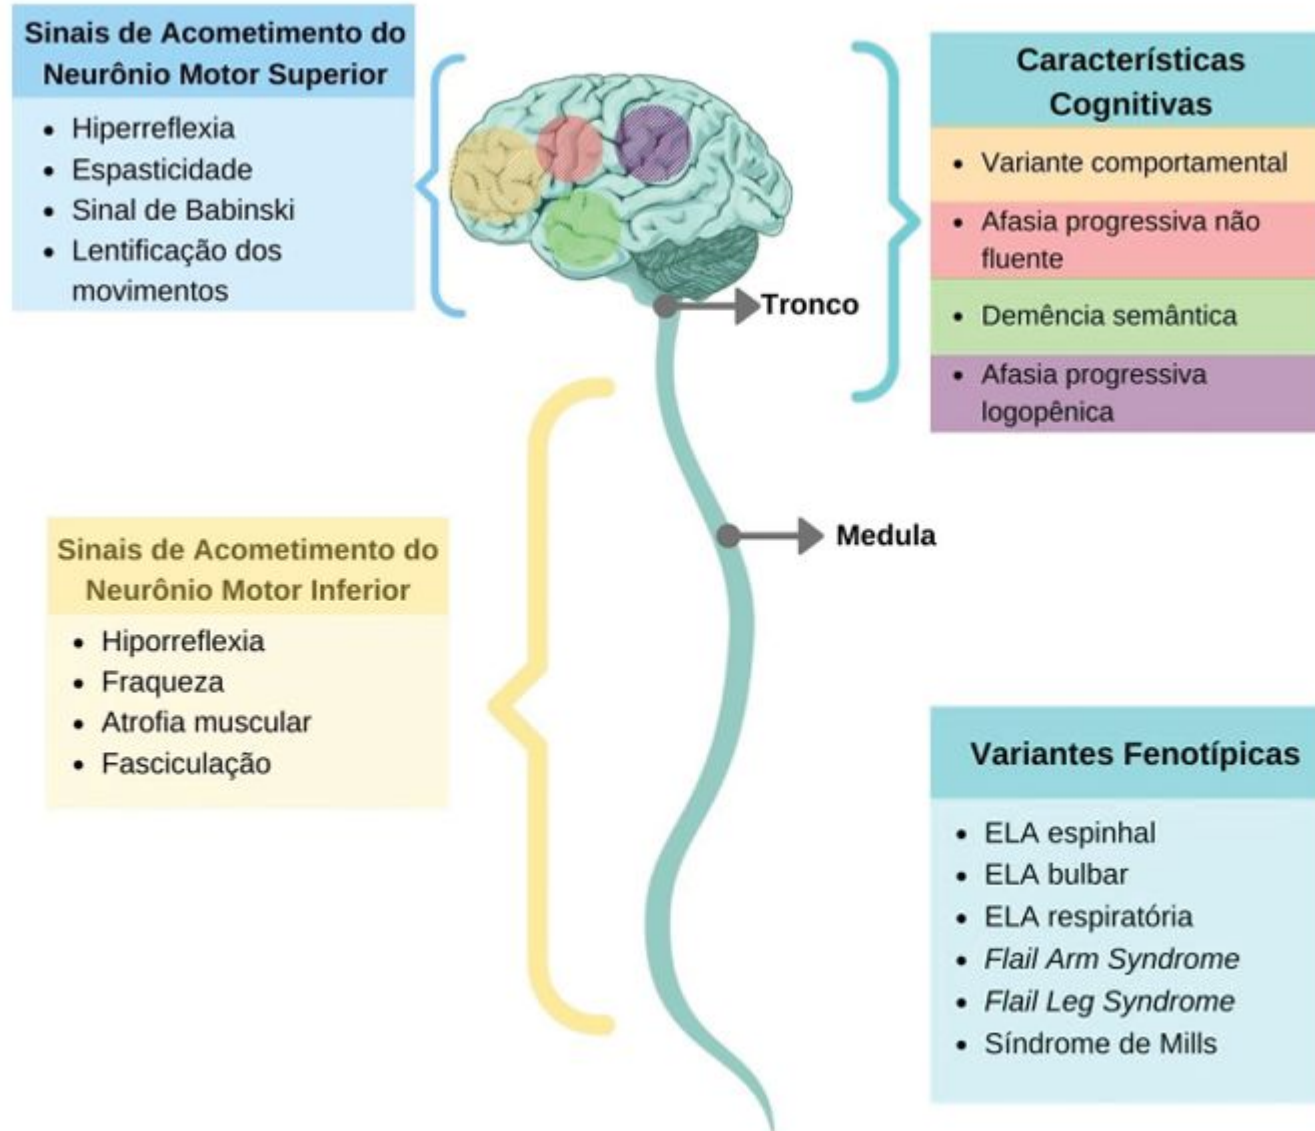 Sinais de Acometimento do
Neurônio Motor Superior
• Hiperreflexia
• Espasticidade
• Sinal de Babinski
• Lentificação dos
movimentos
Características
Cognitivas
• Variante comportamental
• Afasia progressiva não
fluente
• Demência semântica
• Afasia progressiva
logopênica
Tronco
Medula
Sinais de Acometimento do
Neurônio Motor Inferior
• Hiporreflexia
• Fraqueza
• Atrofia muscular
• Fasciculação
Variantes Fenotípicas
• ELA espinhal
• ELA bulbar
• ELA respiratória
• Flail Arm Syndrome
• Flail Leg Syndrome
• Síndrome de Mills